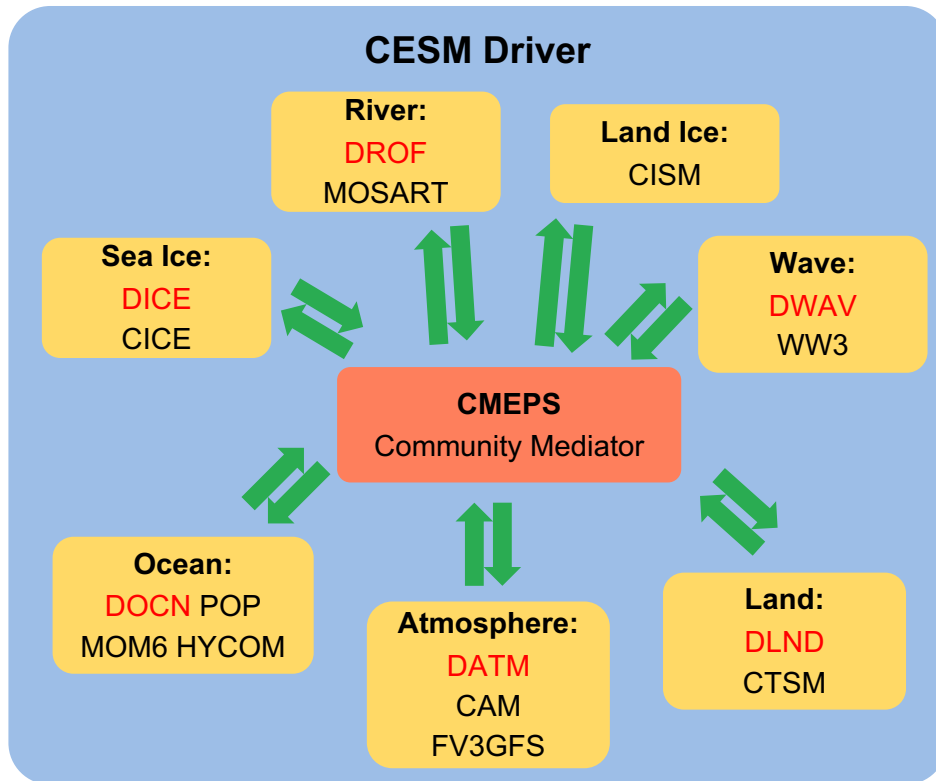 CESM Driver
River:
DROF
MOSART
Land Ice:
CISM
Sea Ice:
DICE
CICE
Wave:
DWAV
WW3
CMEPS
Community Mediator
Ocean:
DOCN POP
MOM6 HYCOM
Atmosphere:
DATM
CAM
FV3GFS
Land:
DLND
CTSM